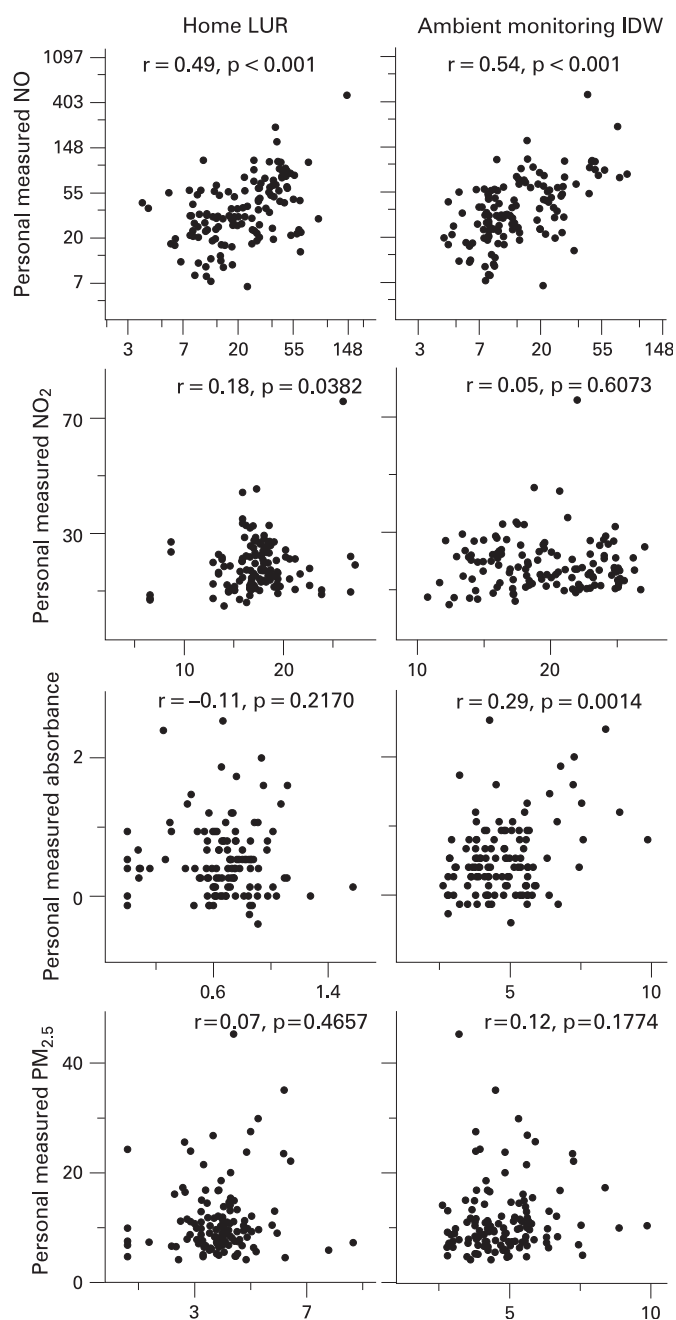 Home LUR
Ambient monitoring IDW
Personal measured NO
1097
403
148
55
20
7
r = 0.49, p < 0.001
3 7 20 55 148
r = 0.54, p < 0.001
3 7 20 55 148
Personal measured NO₂
70
30
r = 0.18, p = 0.0382
10 20
r = 0.05, p = 0.6073
10 20
Personal measured absorbance
2
0
r = –0.11, p = 0.2170
0.6 1.4
r = 0.29, p = 0.0014
5 10
Personal measured PM₂.₅
40
20
10
0
r=0.07, p=0.4657
3 7
r=0.12, p=0.1774
5 10